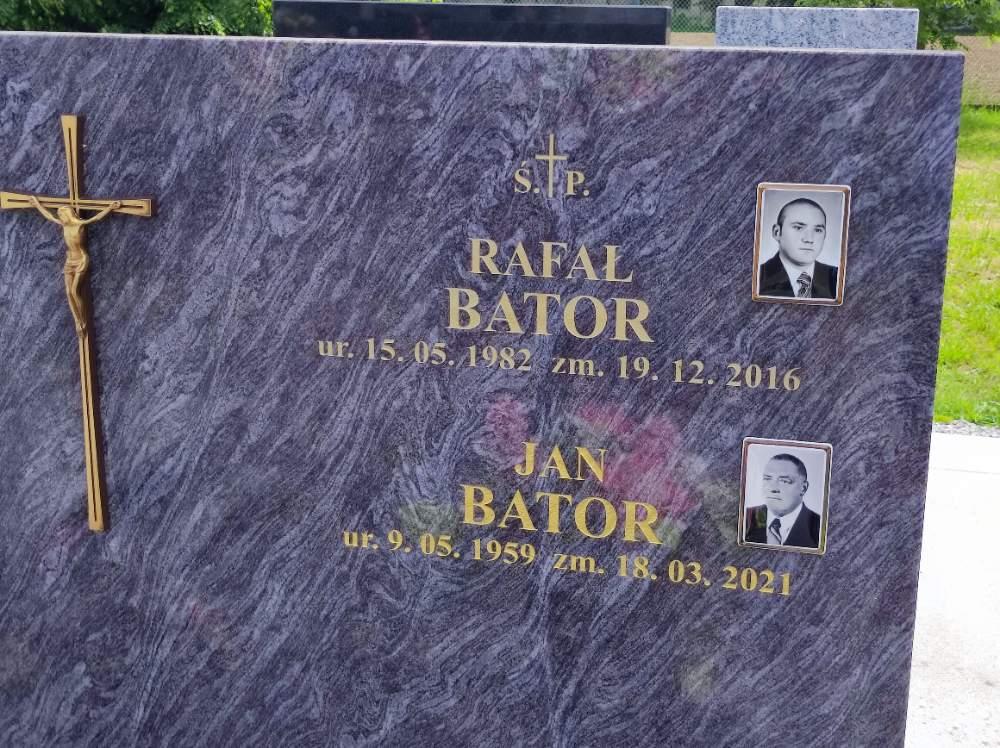 Ś. P.
RAFAŁ
BATOR
ur. 15. 05. 1982 zm. 19. 12. 2016
JAN
BATOR
ur. 9. 05. 1959 zm. 18. 03. 2021